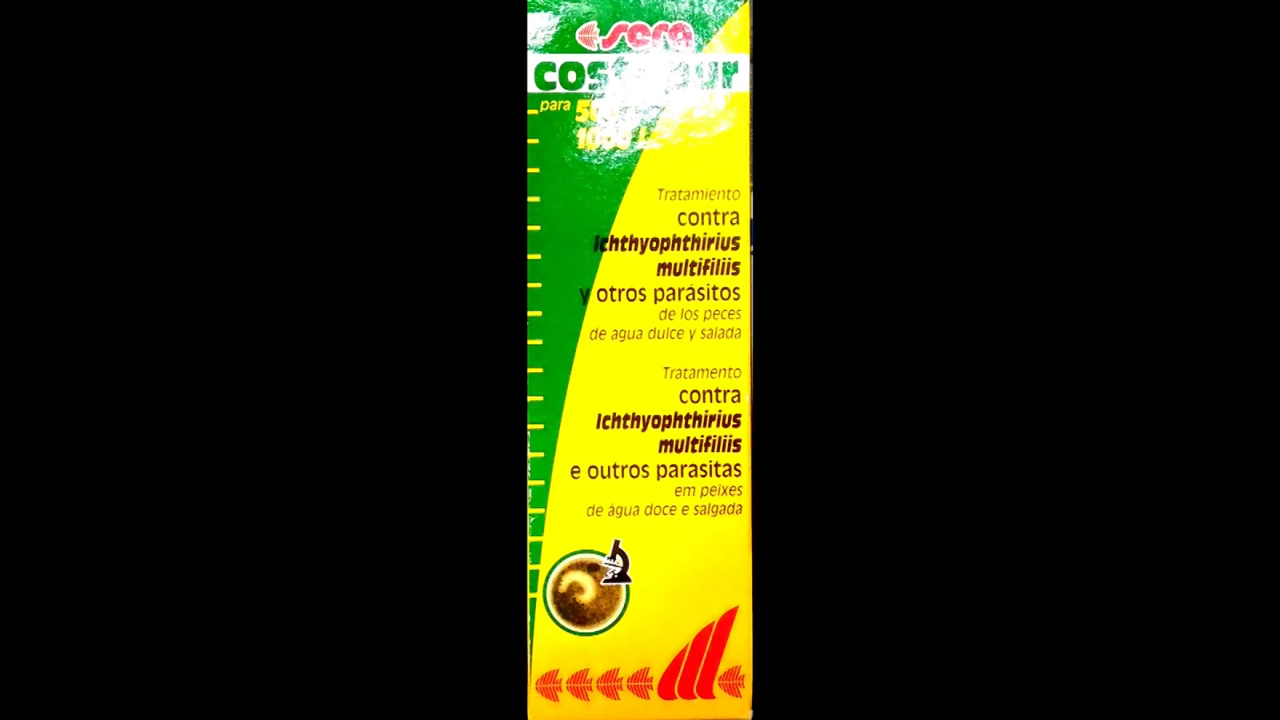 sera
para
Tratamiento
contra
Ichthyophthirius
multifiliis
y otros parásitos
de los peces
de agua dulce y salada
Tratamento
contra
Ichthyophthirius
multifiliis
e outros parasitas
em peixes
de água doce e salgada